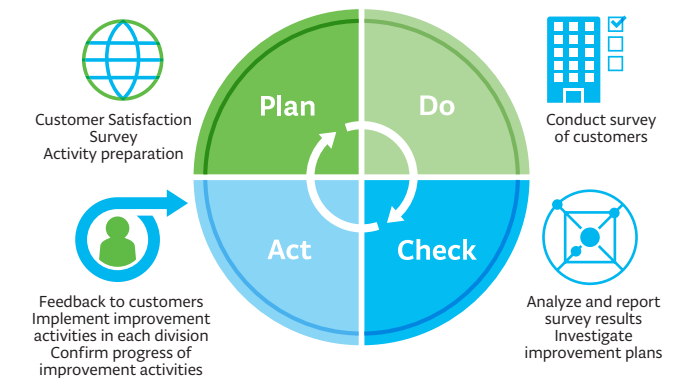 Plan
Customer Satisfaction
Survey
Activity preparation
Do
Conduct survey
of customers
Check
Analyze and report
survey results
Investigate
improvement plans
Act
Feedback to customers
Implement improvement
activities in each division
Confirm progress of
improvement activities